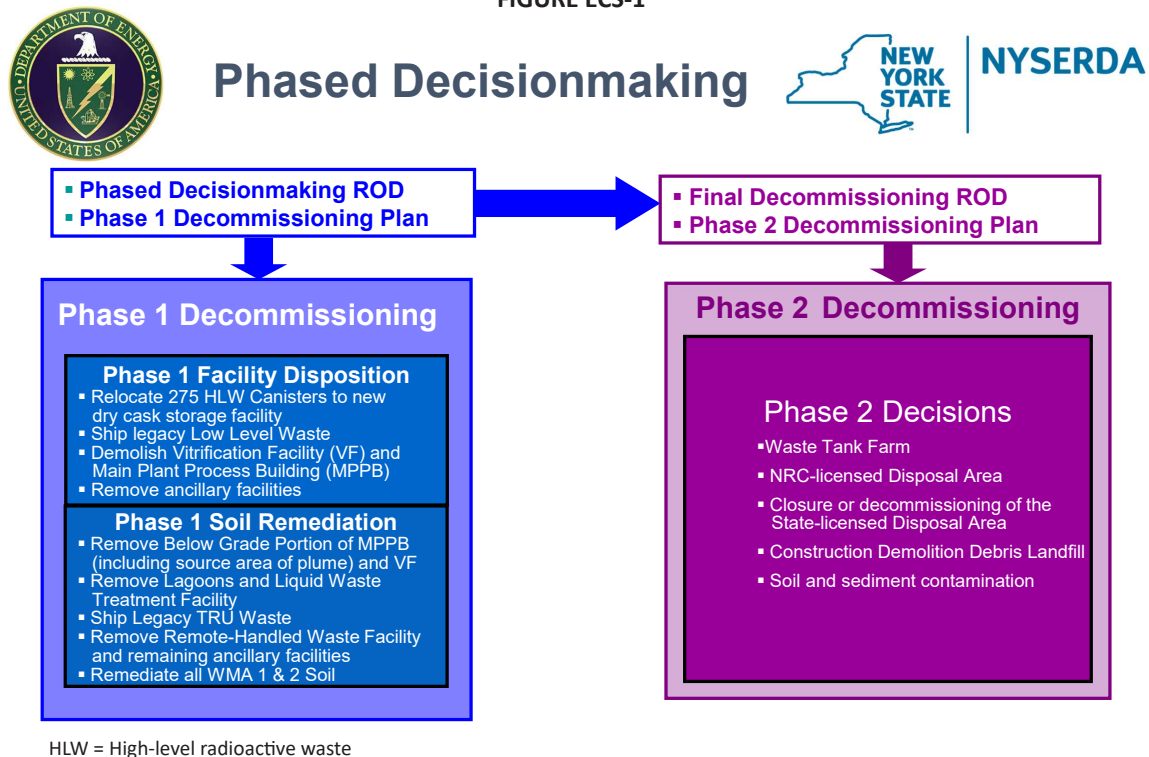 FIGURE ECS-1
DEPARTMENT OF ENERGY
UNITED STATES OF AMERICA
Phased Decisionmaking
NEW
YORK
STATE
NYSERDA
▪ Phased Decisionmaking ROD
▪ Phase 1 Decommissioning Plan
▪ Final Decommissioning ROD
▪ Phase 2 Decommissioning Plan
Phase 1 Decommissioning
Phase 1 Facility Disposition
▪ Relocate 275 HLW Canisters to new
dry cask storage facility
▪ Ship legacy Low Level Waste
▪ Demolish Vitrification Facility (VF) and
Main Plant Process Building (MPPB)
▪ Remove ancillary facilities
Phase 1 Soil Remediation
▪ Remove Below Grade Portion of MPPB
(including source area of plume) and VF
▪ Remove Lagoons and Liquid Waste
Treatment Facility
▪ Ship Legacy TRU Waste
▪ Remove Remote-Handled Waste Facility
and remaining ancillary facilities
▪ Remediate all WMA 1 & 2 Soil
Phase 2 Decommissioning
Phase 2 Decisions
▪Waste Tank Farm
▪ NRC-licensed Disposal Area
▪ Closure or decommissioning of the
State-licensed Disposal Area
▪ Construction Demolition Debris Landfill
▪ Soil and sediment contamination
HLW = High-level radioactive waste